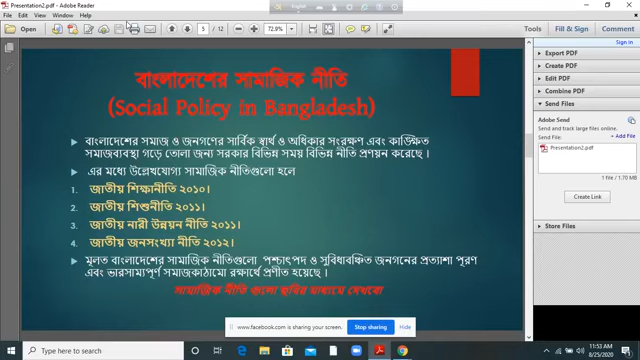 Presentation2.pdf - Adobe Reader
English
File Edit View Window Help
Open
5 / 12
72.9%
Tools Fill & Sign Comment
Sign In
বাংলাদেশের সামাজিক নীতি
(Social Policy in Bangladesh)
বাংলাদেশের সমাজ ও জনগণের সার্বিক স্বার্থ ও অধিকার সংরক্ষণ এবং কাঙ্ক্ষিত
সমাজব্যবস্থা গড়ে তোলা জন্য সরকার বিভিন্ন সময় বিভিন্ন নীতি প্রণয়ন করেছে ।
এর মধ্যে উল্লেখযোগ্য সামাজিক নীতিগুলো হলে
1. জাতীয় শিক্ষানীতি ২০১০।
2. জাতীয় শিশুনীতি ২০১১।
3. জাতীয় নারী উন্নয়ন নীতি ২০১১।
4. জাতীয় জনসংখ্যা নীতি ২০১২।
মূলত বাংলাদেশের সামাজিক নীতিগুলো পশ্চাৎপদ ও সুবিধাবঞ্চিত জনগনের প্রত্যাশা পূরণ
এবং ভারসাম্যপূর্ণ সমাজকাঠামো রক্ষার্থে প্রণীত হয়েছে ।
সামাজিক নীতি গুলো ছবির মাধ্যমে দেখবো
Export PDF
Create PDF
Edit PDF
Combine PDF
Send Files
Adobe Send
Send and track large files online.
Select File:
+ Add File
Presentation2.pdf
1 file / 1.70 MB
Create Link
Store Files
www.facebook.com is sharing your screen.
Stop sharing
Hide
Type here to search
11:53 AM
8/25/2020